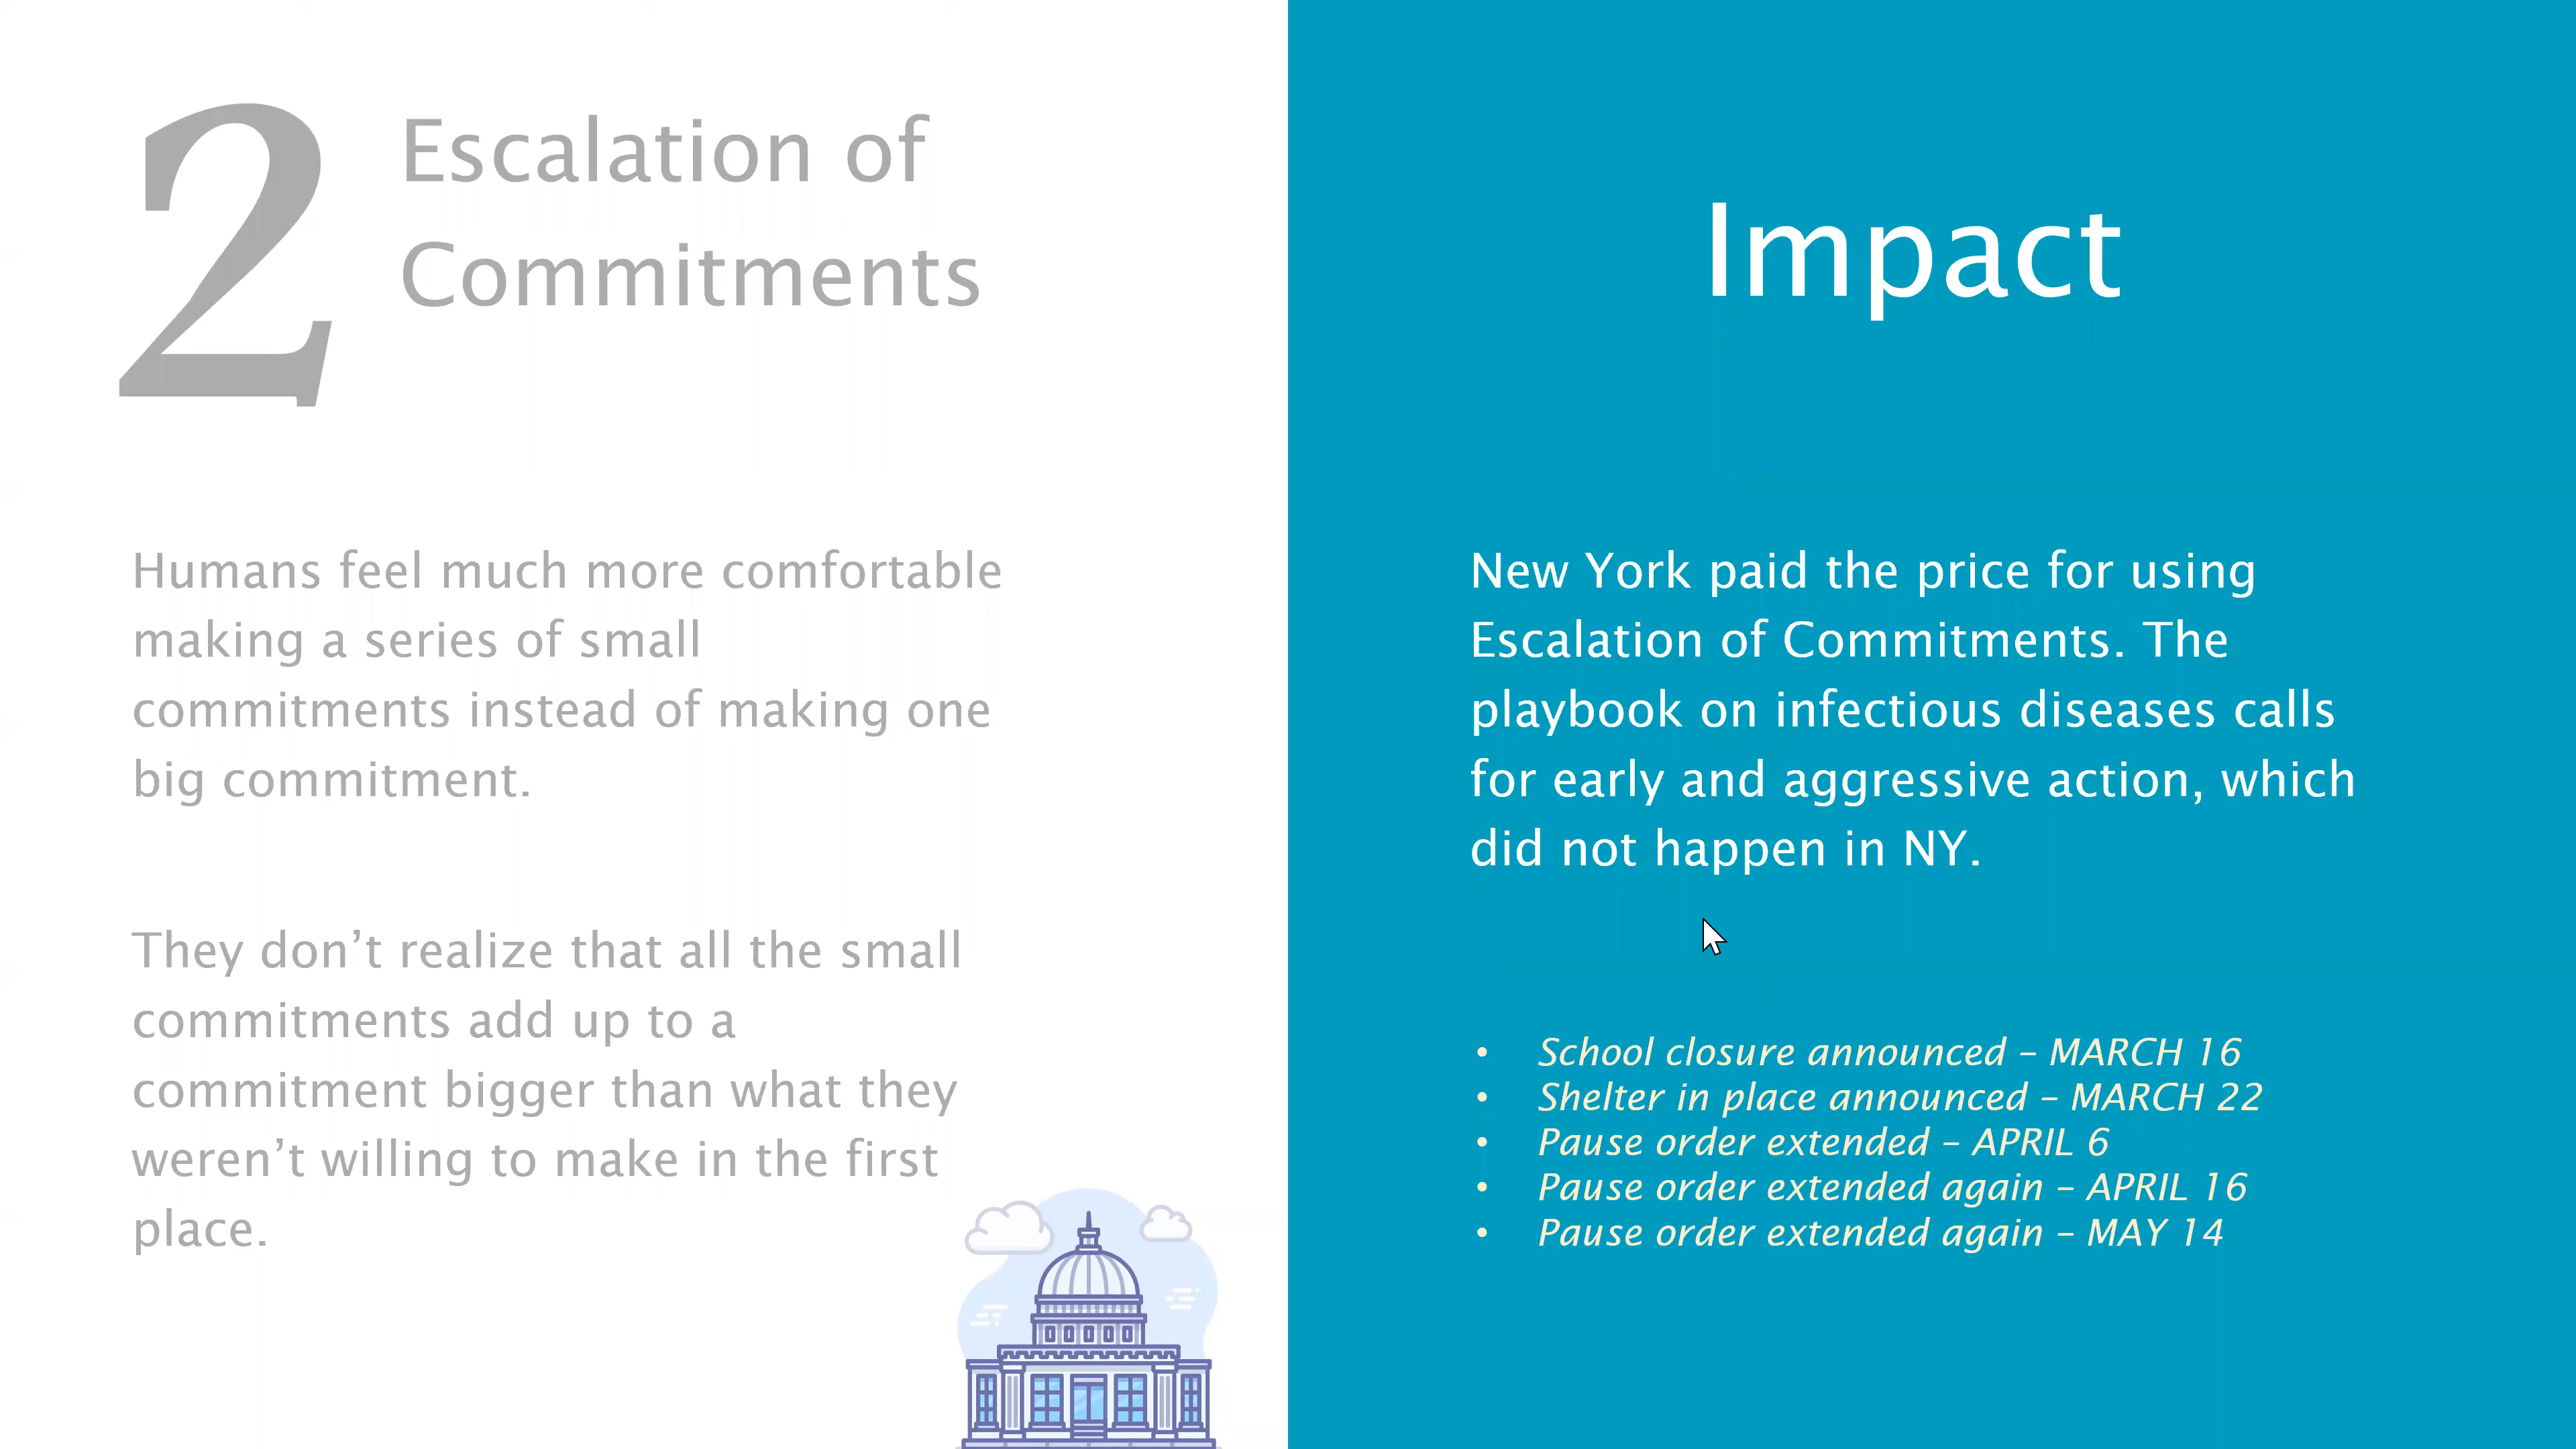 2
Escalation of
Commitments
Humans feel much more comfortable
making a series of small
commitments instead of making one
big commitment.
They don’t realize that all the small
commitments add up to a
commitment bigger than what they
weren’t willing to make in the first
place.
Impact
New York paid the price for using
Escalation of Commitments. The
playbook on infectious diseases calls
for early and aggressive action, which
did not happen in NY.
• School closure announced – MARCH 16
• Shelter in place announced – MARCH 22
• Pause order extended – APRIL 6
• Pause order extended again – APRIL 16
• Pause order extended again – MAY 14